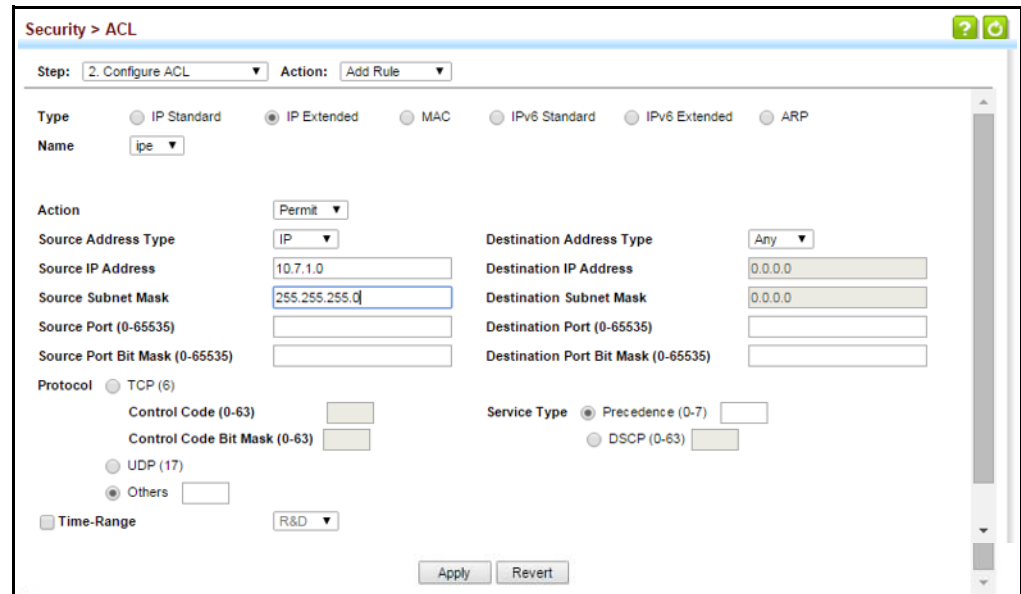 Security > ACL
?
Step: 2. Configure ACL Action: Add Rule
Type IP Standard IP Extended MAC IPv6 Standard IPv6 Extended ARP
Name ipe
Action Permit
Source Address Type IP Destination Address Type Any
Source IP Address 10.7.1.0 Destination IP Address 0.0.0.0
Source Subnet Mask 255.255.255.0 Destination Subnet Mask 0.0.0.0
Source Port (0-65535) Destination Port (0-65535)
Source Port Bit Mask (0-65535) Destination Port Bit Mask (0-65535)
Protocol TCP (6)
Control Code (0-63) Service Type Precedence (0-7)
Control Code Bit Mask (0-63) DSCP (0-63)
UDP (17)
Others
Time-Range R&D
Apply Revert